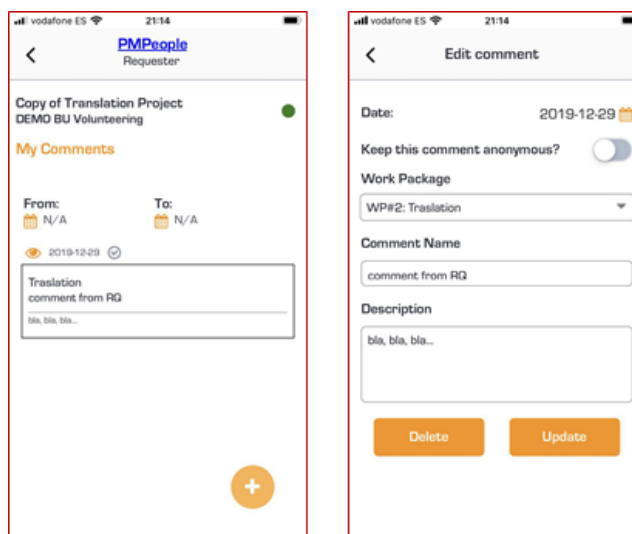 vodafone ES 21:14
PMPeople
Requester
Copy of Translation Project
DEMO BU Volunteering
My Comments
From: To:
N/A N/A
2019-12-29
Traslation
comment from RQ
bla, bla, bla...
+
vodafone ES 21:14
Edit comment
Date: 2019-12-29
Keep this comment anonymous?
Work Package
WP#2: Traslation
Comment Name
comment from RQ
Description
bla, bla, bla...
Delete Update